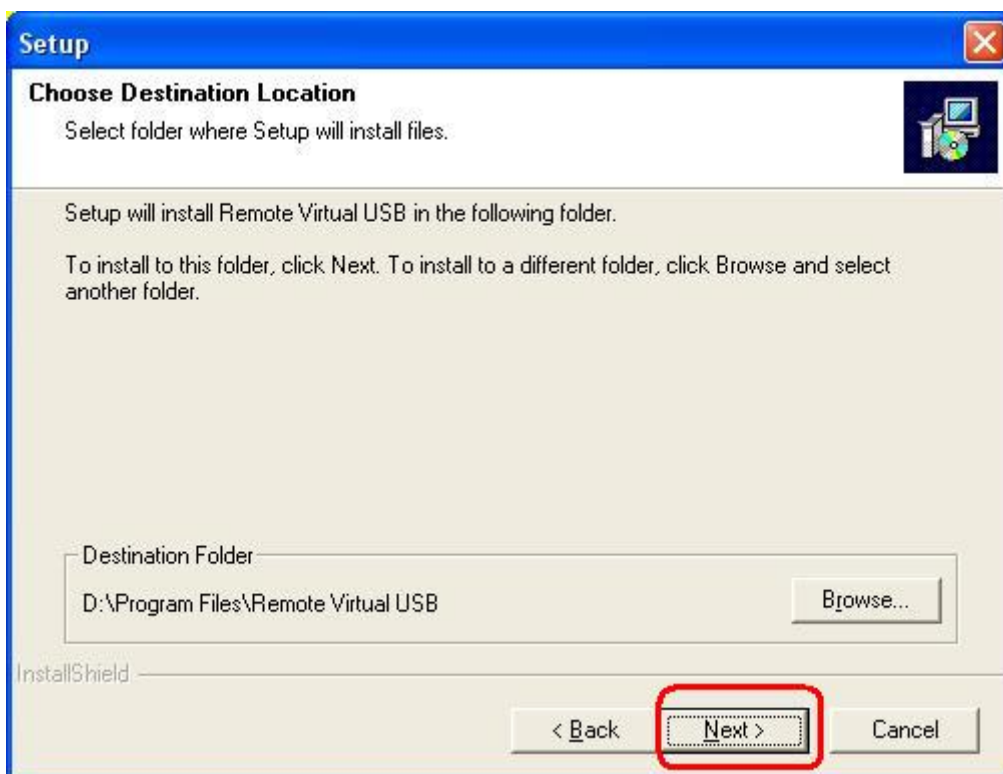 Setup
Choose Destination Location
Select folder where Setup will install files.
Setup will install Remote Virtual USB in the following folder.
To install to this folder, click Next. To install to a different folder, click Browse and select
another folder.
Destination Folder
D:\Program Files\Remote Virtual USB
Browse...
InstallShield
< Back
Next >
Cancel